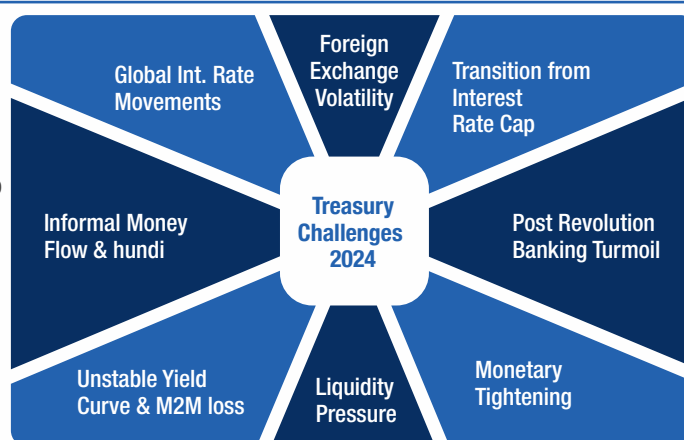 Foreign
Exchange
Volatility
Global Int. Rate
Movements
Transition from
Interest
Rate Cap
Treasury
Challenges
2024
Informal Money
Flow & hundi
Post Revolution
Banking Turmoil
Unstable Yield
Curve & M2M loss
Liquidity
Pressure
Monetary
Tightening